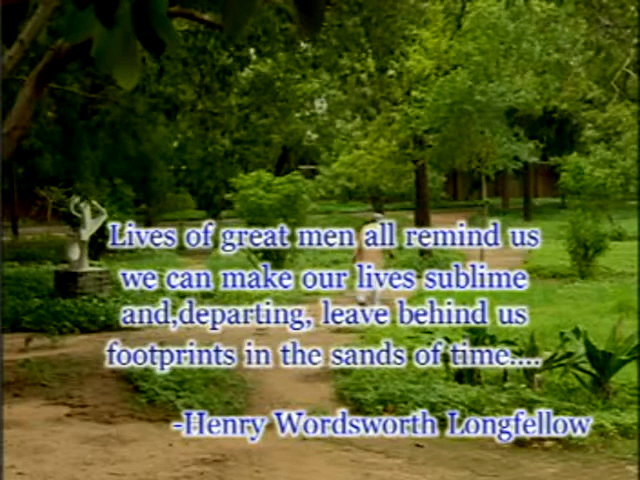 Lives of great men all remind us
we can make our lives sublime
and,departing, leave behind us
footprints in the sands of time....
-Henry Wordsworth Longfellow